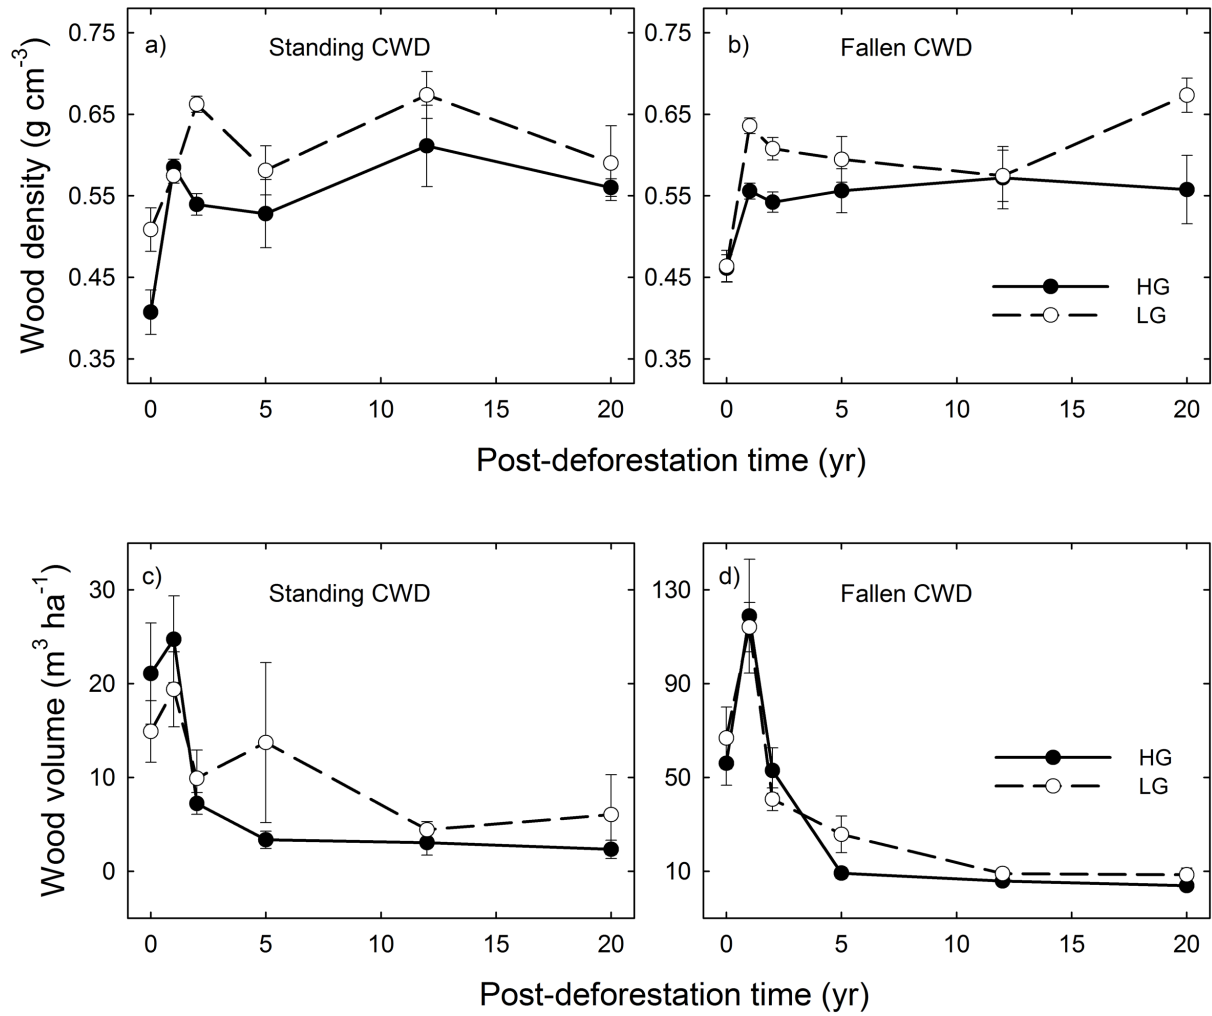 a)
Standing CWD
b)
Fallen CWD
Wood density (g cm-3)
0.75
0.65
0.55
0.45
0.35
0.75
0.65
0.55
0.45
0.35
HG
LG
0 5 10 15 20
0 5 10 15 20
Post-deforestation time (yr)
c)
Standing CWD
d)
Fallen CWD
Wood volume (m3 ha-1)
30
20
10
0
130
90
50
10
HG
LG
0 5 10 15 20
0 5 10 15 20
Post-deforestation time (yr)